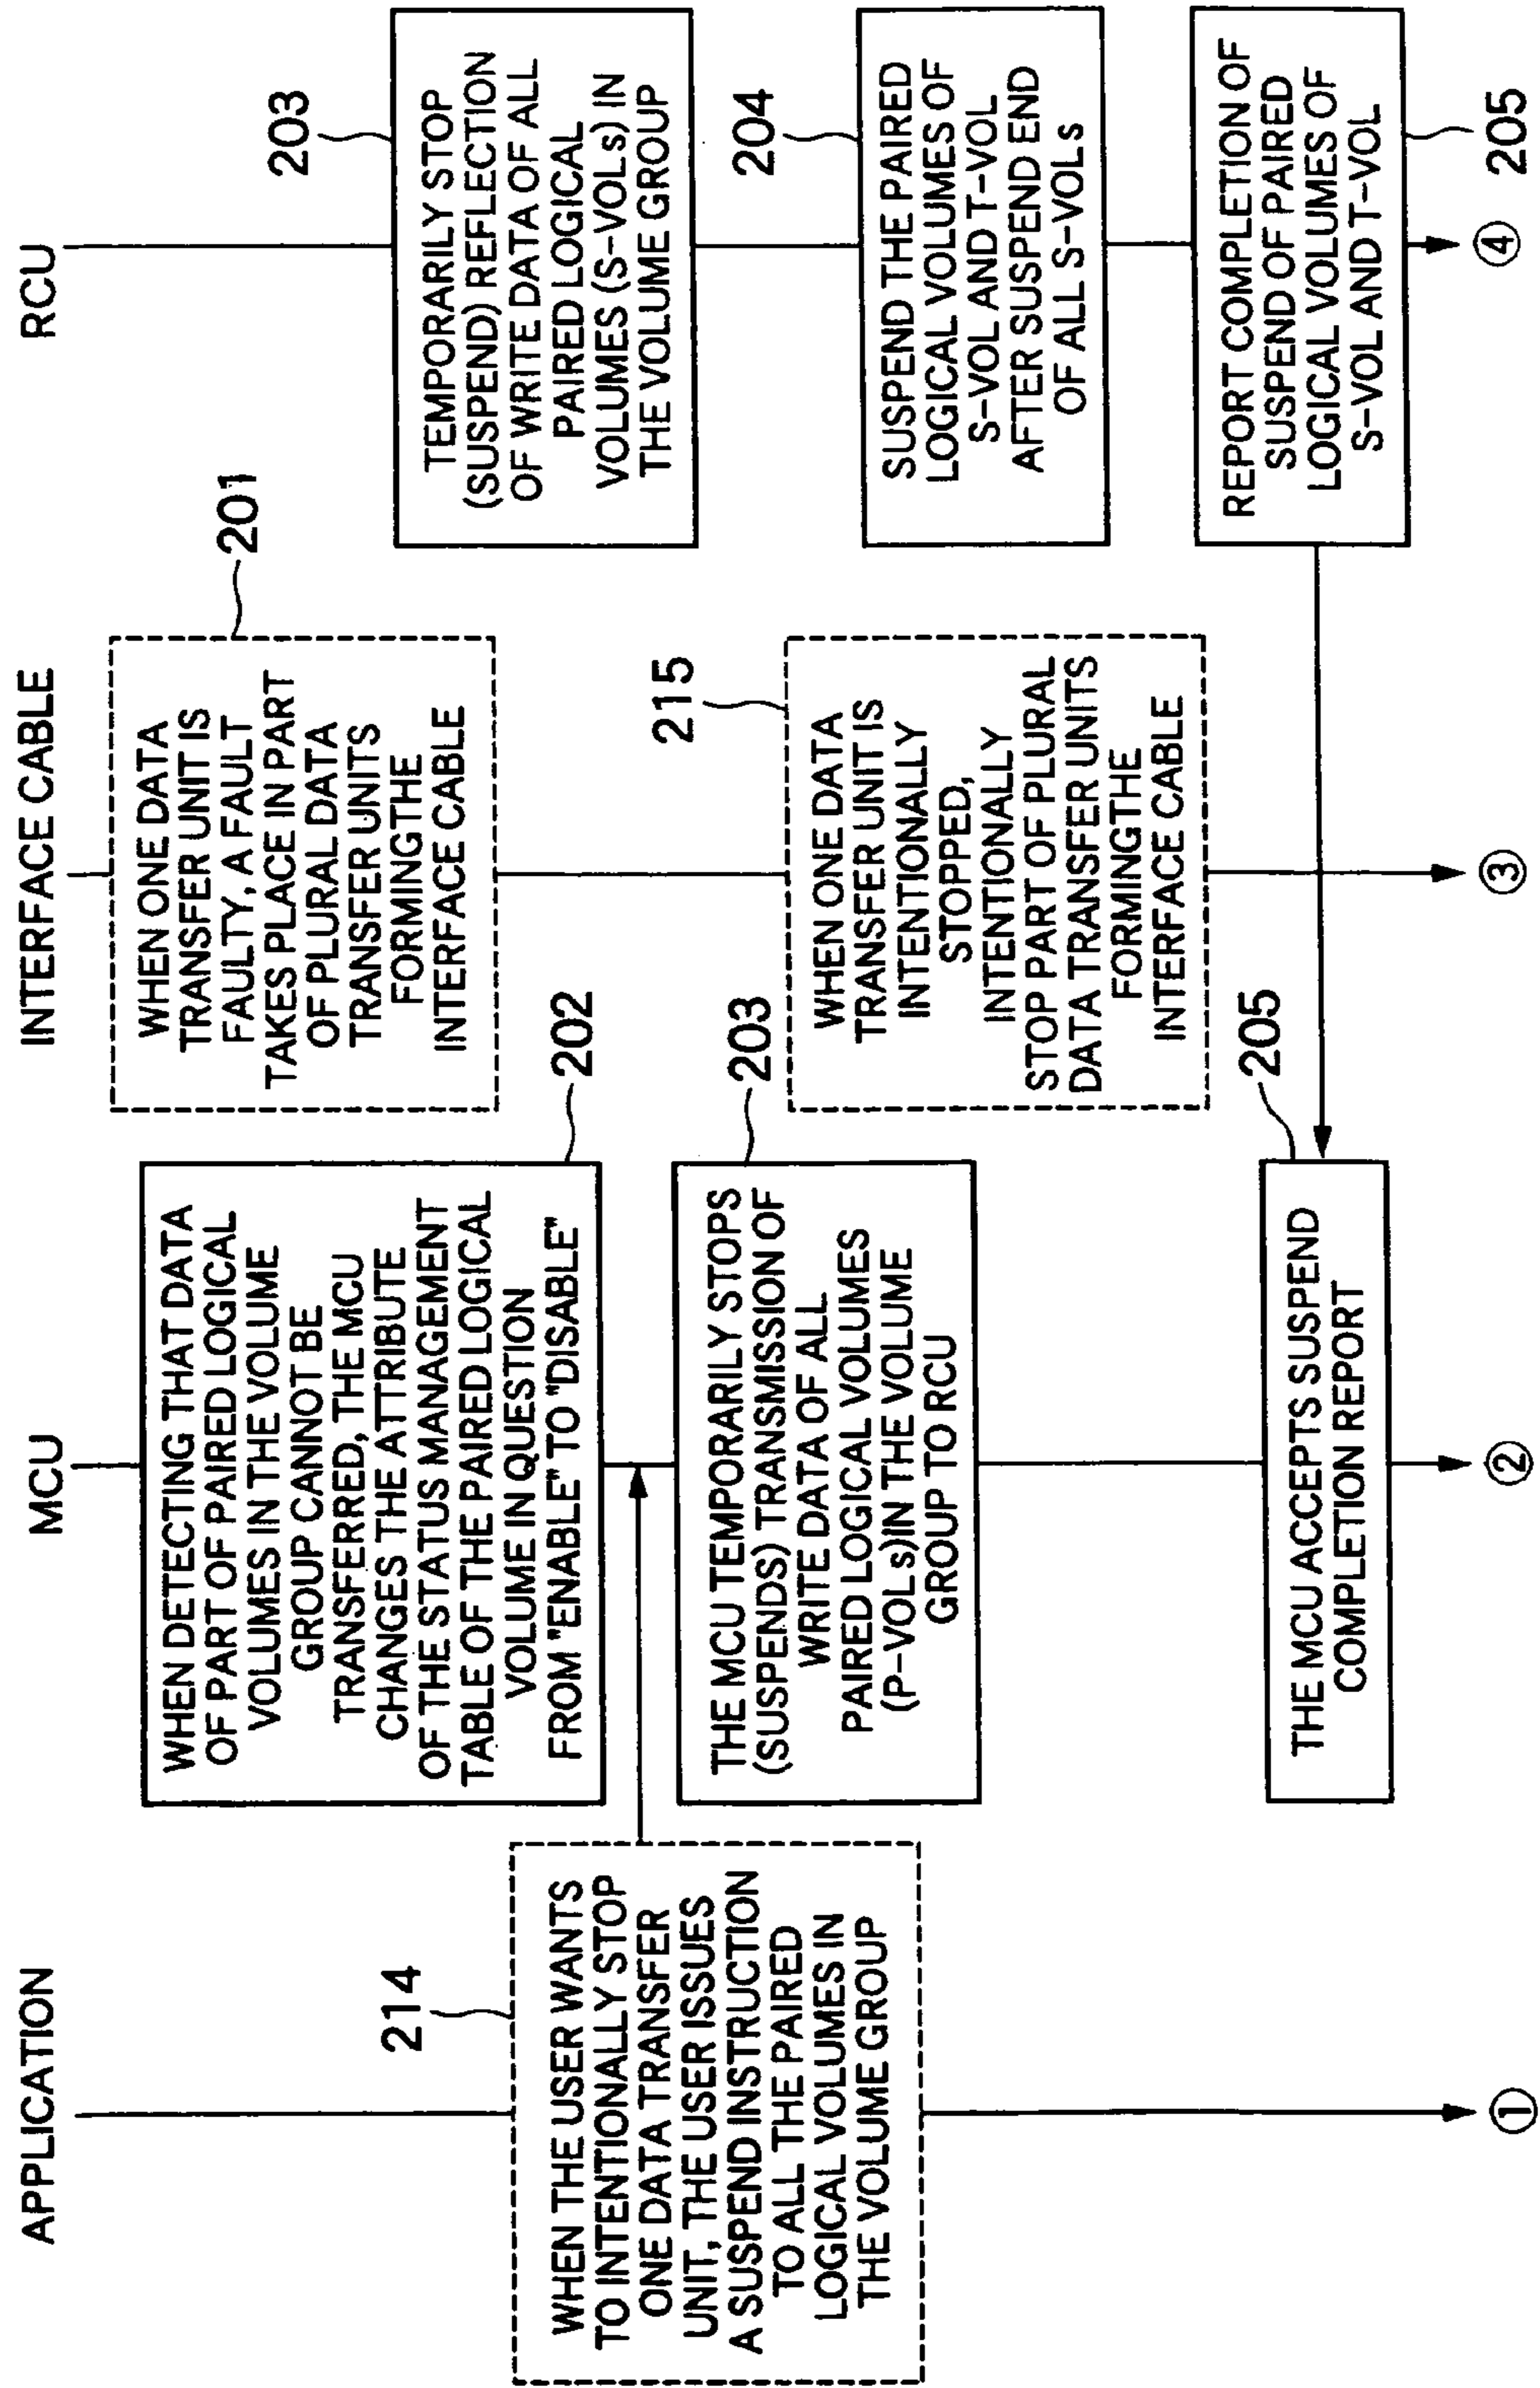 APPLICATION
214
WHEN THE USER WANTS
TO INTENTIONALLY STOP
ONE DATA TRANSFER
UNIT, THE USER ISSUES
A SUSPEND INSTRUCTION
TO ALL THE PAIRED
LOGICAL VOLUMES IN
THE VOLUME GROUP
①
MCU
WHEN DETECTING THAT DATA
OF PART OF PAIRED LOGICAL
VOLUMES IN THE VOLUME
GROUP CANNOT BE
TRANSFERRED, THE MCU
CHANGES THE ATTRIBUTE
OF THE STATUS MANAGEMENT
TABLE OF THE PAIRED LOGICAL
VOLUME IN QUESTION
FROM "ENABLE" TO "DISABLE"
202
THE MCU TEMPORARILY STOPS
(SUSPENDS) TRANSMISSION OF
WRITE DATA OF ALL
PAIRED LOGICAL VOLUMES
(P-VOLs)IN THE VOLUME
GROUP TO RCU
203
THE MCU ACCEPTS SUSPEND
COMPLETION REPORT
205
②
INTERFACE CABLE
WHEN ONE DATA
TRANSFER UNIT IS
FAULTY, A FAULT
TAKES PLACE IN PART
OF PLURAL DATA
TRANSFER UNITS
FORMINGTHE
INTERFACE CABLE
201
215
WHEN ONE DATA
TRANSFER UNIT IS
INTENTIONALLY
STOPPED,
INTENTIONALLY
STOP PART OF PLURAL
DATA TRANSFER UNITS
FORMINGTHE
INTERFACE CABLE
③
RCU
203
TEMPORARILY STOP
(SUSPEND) REFLECTION
OF WRITE DATA OF ALL
PAIRED LOGICAL
VOLUMES (S-VOLs) IN
THE VOLUME GROUP
204
SUSPEND THE PAIRED
LOGICAL VOLUMES OF
S-VOL AND T-VOL
AFTER SUSPEND END
OF ALL S-VOLs
REPORT COMPLETION OF
SUSPEND OF PAIRED
LOGICAL VOLUMES OF
S-VOL AND T-VOL
205
④